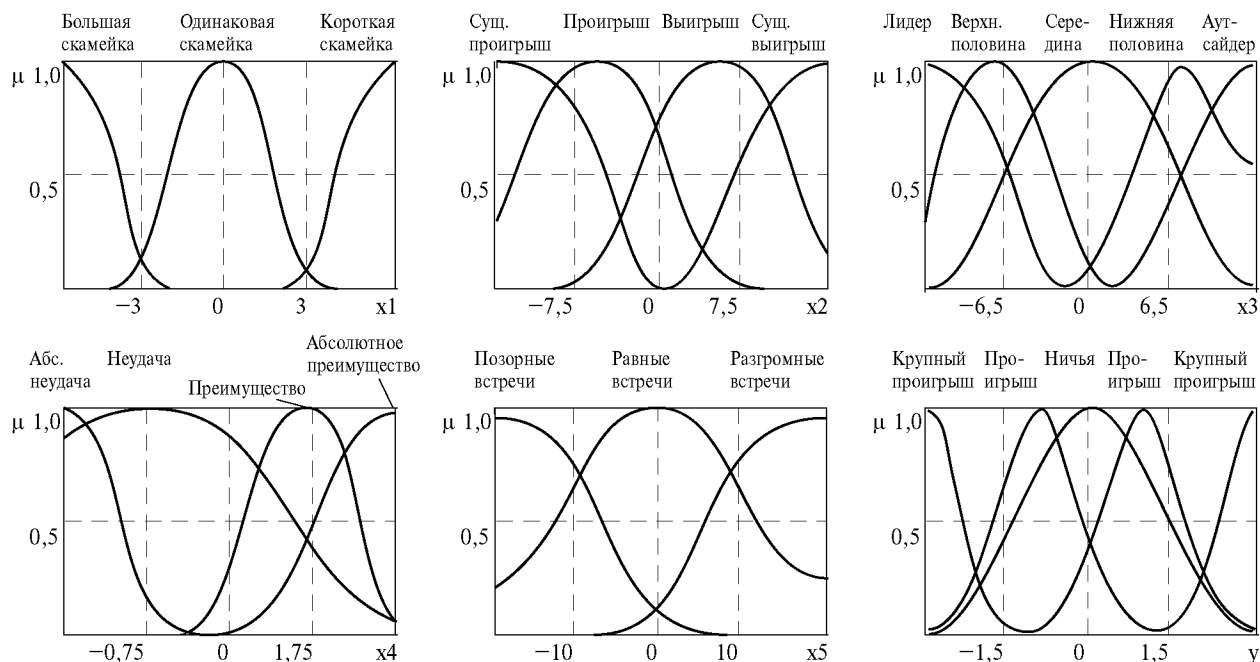 Большая скамейка
Одинаковая скамейка
Короткая скамейка
μ 1,0
0,5
−3 0 3 x1
Сущ. проигрыш
Проигрыш
Выигрыш
Сущ. выигрыш
μ 1,0
0,5
−7,5 0 7,5 x2
Лидер
Верхн. половина
Сере-
дина
Нижняя половина
Аут-
сайдер
μ 1,0
0,5
−6,5 0 6,5 x3
Абс. неудача
Неудача
Преимущество
Абсолютное преимущество
μ 1,0
0,5
−0,75 0 1,75 x4
Позорные встречи
Равные встречи
Разгромные встречи
μ 1,0
0,5
−10 0 10 x5
Крупный проигрыш
Про-
игрыш
Ничья
Про-
игрыш
Крупный проигрыш
μ 1,0
0,5
−1,5 0 1,5 y